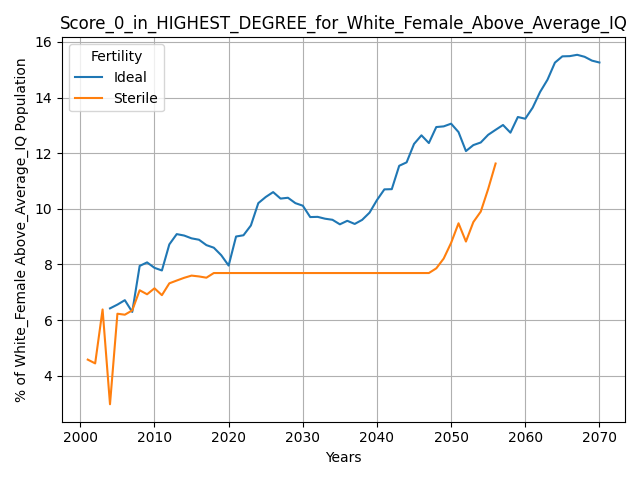 Score_0_in_HIGHEST_DEGREE_for_White_Female_Above_Average_IQ
% of White_Female Above_Average_IQ Population
16
14
12
10
8
6
4
Fertility
Ideal
Sterile
2000 2010 2020 2030 2040 2050 2060 2070
Years